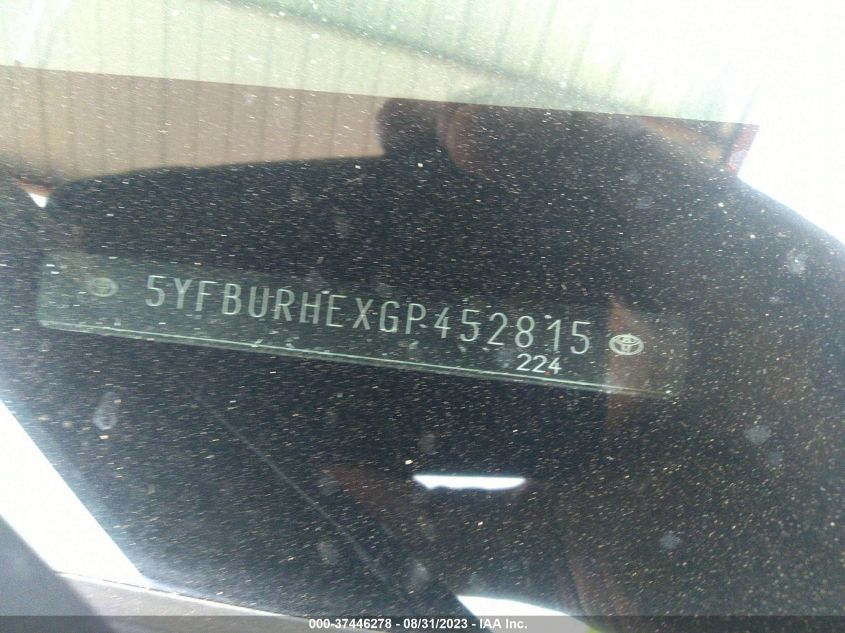 5YFBURHEXGP452815
224
000-37446278 - 08/31/2023 - IAA Inc.